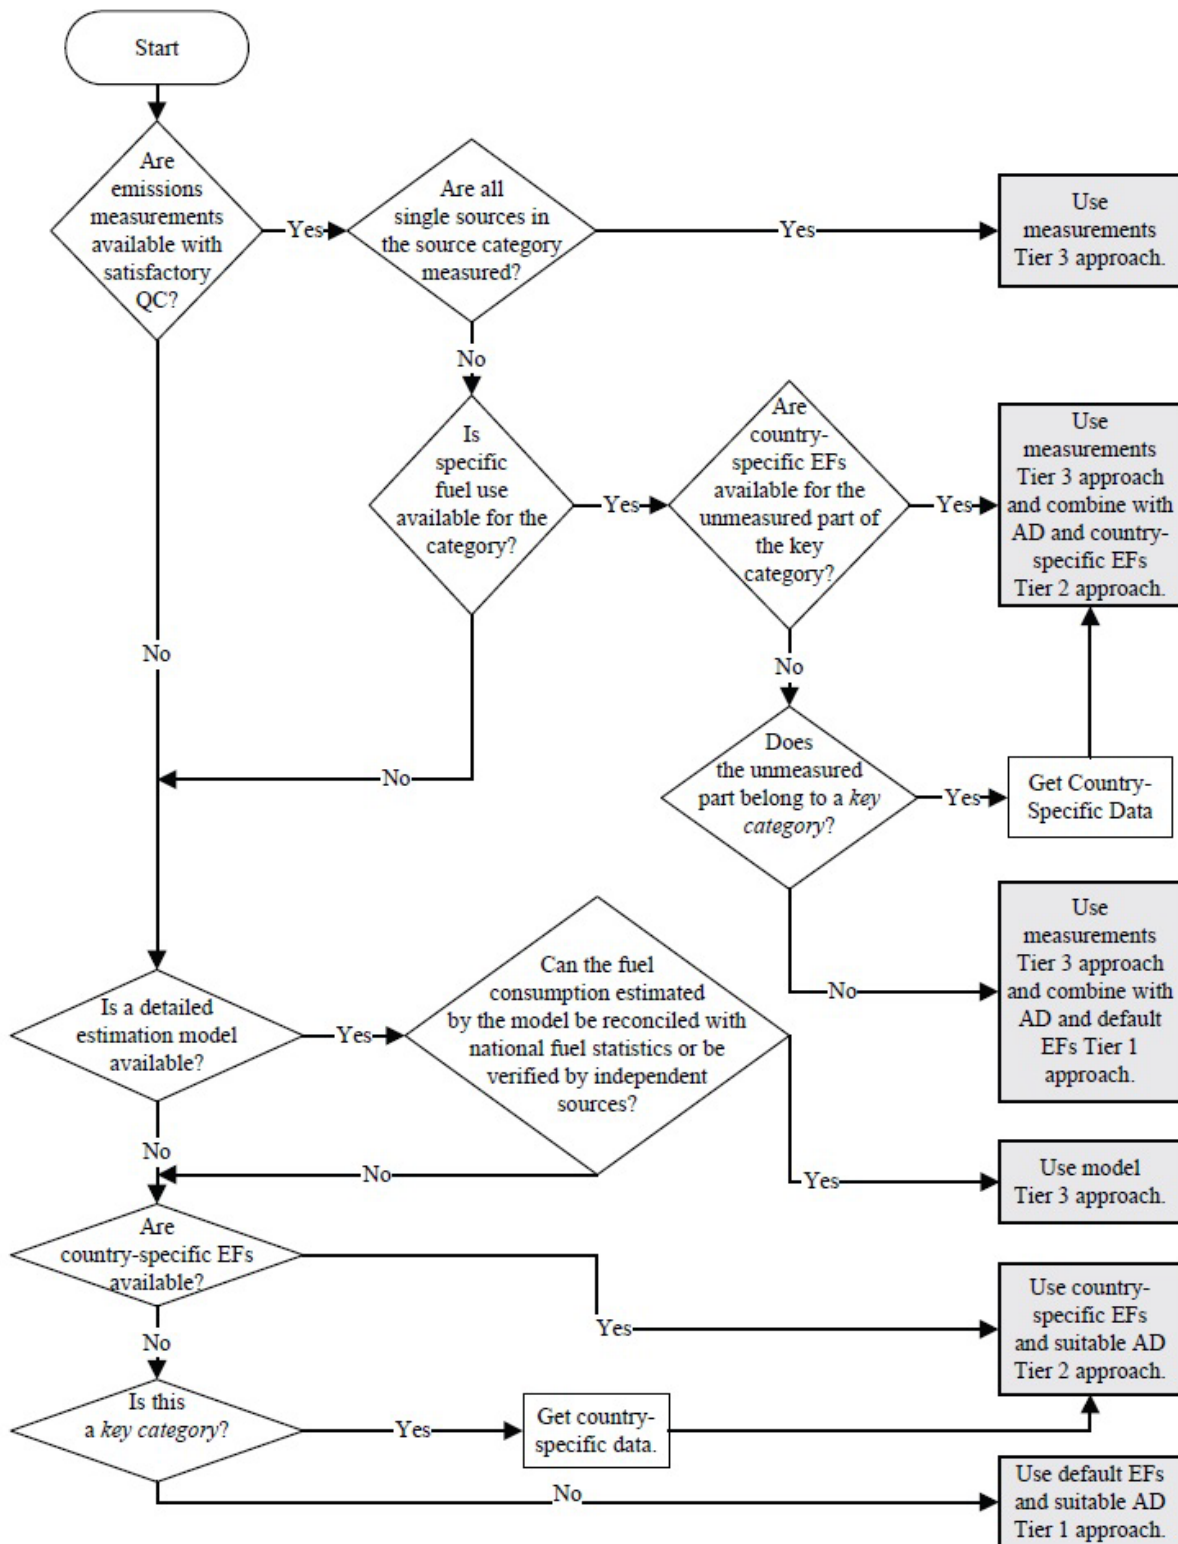 Start
Are
emissions
measurements
available with
satisfactory
QC?
Yes
Are all
single sources in
the source category
measured?
Yes
Use
measurements
Tier 3 approach.
No
Is
specific
fuel use
available for the
category?
Yes
Are
country-
specific EFs
available for the
unmeasured part of
the key
category?
Yes
Use
measurements
Tier 3 approach
and combine with
AD and country-
specific EFs
Tier 2 approach.
No
No
No
Does
the unmeasured
part belong to a key
category?
Yes
Get Country-
Specific Data
No
Use
measurements
Tier 3 approach
and combine with
AD and default
EFs Tier 1
approach.
Is a detailed
estimation model
available?
Yes
Can the fuel
consumption estimated
by the model be reconciled with
national fuel statistics or be
verified by independent
sources?
No
No
Yes
Use model
Tier 3 approach.
Are
country-specific EFs
available?
Yes
Use country-
specific EFs
and suitable AD
Tier 2 approach.
No
Is this
a key category?
Yes
Get country-
specific data.
No
Use default EFs
and suitable AD
Tier 1 approach.